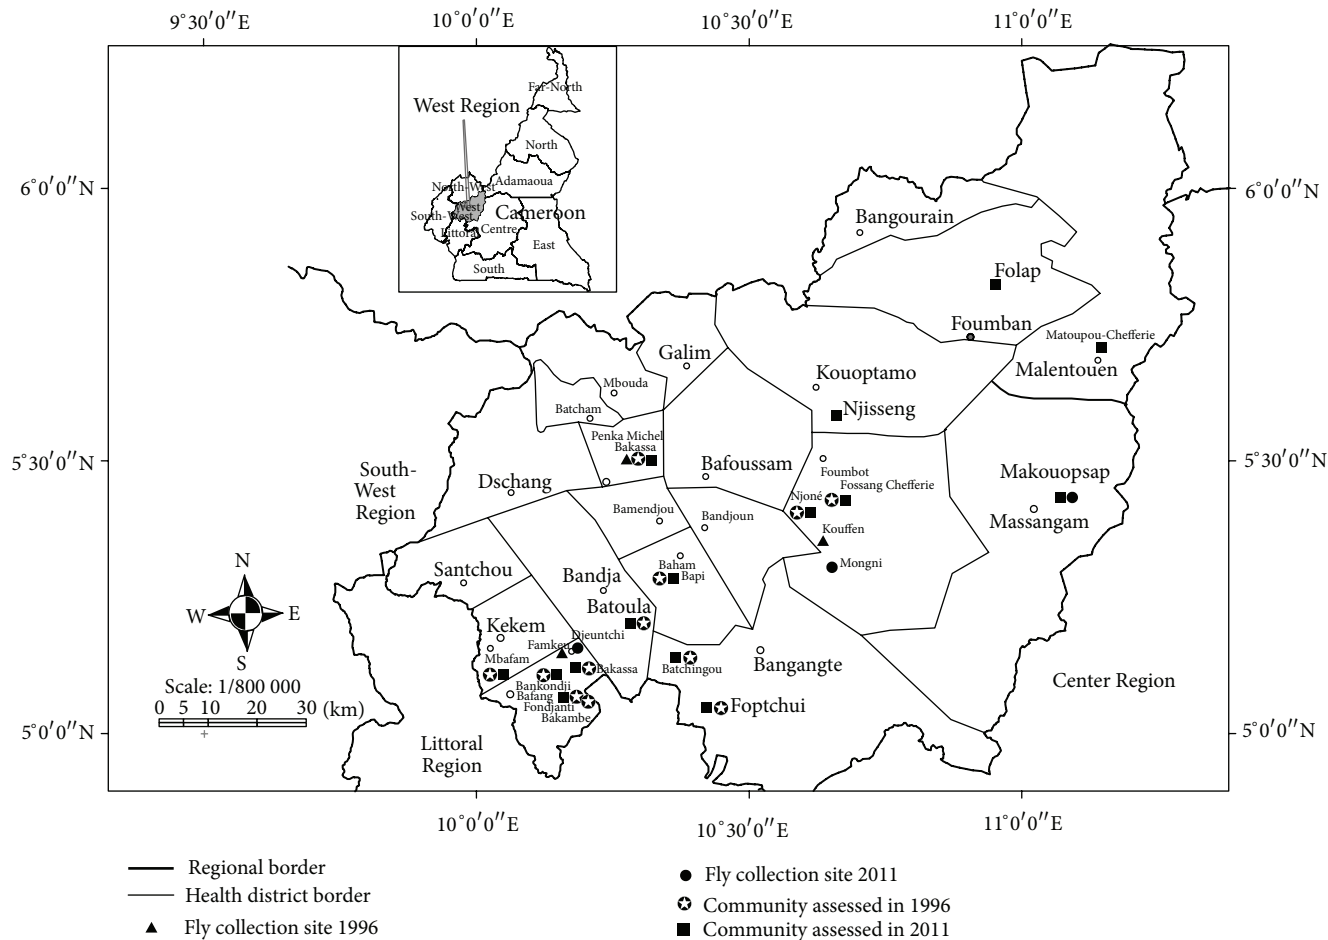 9°30′0″E
10°0′0″E
10°30′0″E
11°0′0″E
West Region
Far-North
North
Adamaoua
North-West
West
South-West
Cameroon
Littoral
Centre
East
South
6°0′0″N
6°0′0″N
Bangourain
Folap
Foumban
Matoupou-Chefferie
Malentouen
Galim
Kouoptamo
Mbouda
Batcham
Njisseng
Penka Michel
Bakassa
5°30′0″N
5°30′0″N
South-
West
Region
Dschang
Bafoussam
Foumbot
Fossang Chefferie
Makouopsap
Njoné
Massangam
Bamendjou
Bandjoun
Kouffen
Mongni
Baham
Bapi
Santchou
Bandja
Batoula
Kekem
Djeuntchi
Famkeu
Mbafam
Bakassa
Batchingou
Bangangte
Bankondji
Bafang
Fondjanti
Bakambe
Foptchui
Center Region
N
W
E
S
Scale: 1/800 000
0 5 10 20 30 (km)
Littoral
Region
5°0′0″N
5°0′0″N
10°0′0″E
10°30′0″E
11°0′0″E
Regional border
Health district border
Fly collection site 1996
Fly collection site 2011
Community assessed in 1996
Community assessed in 2011